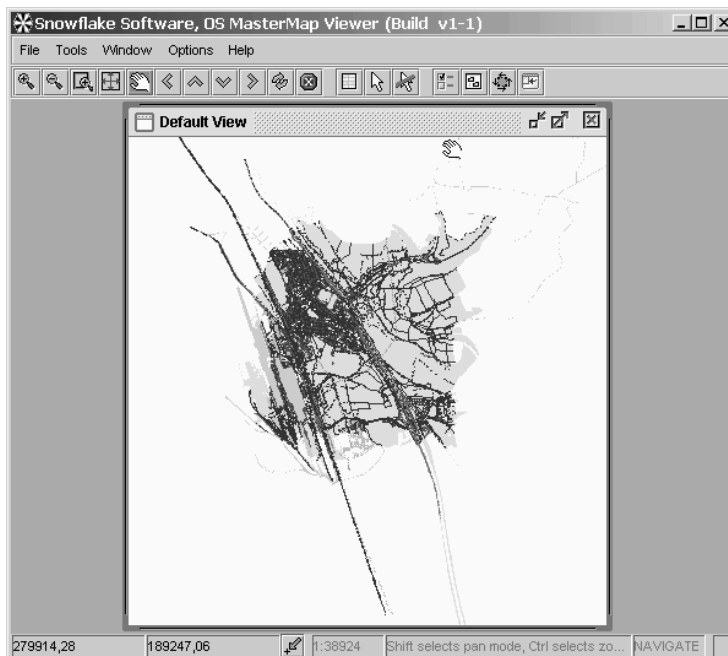 Snowflake Software, OS MasterMap Viewer (Build v1-1)
File Tools Window Options Help
Default View
279914,28 189247,06 1:38924 Shift selects pan mode, Ctrl selects zo... NAVIGATE